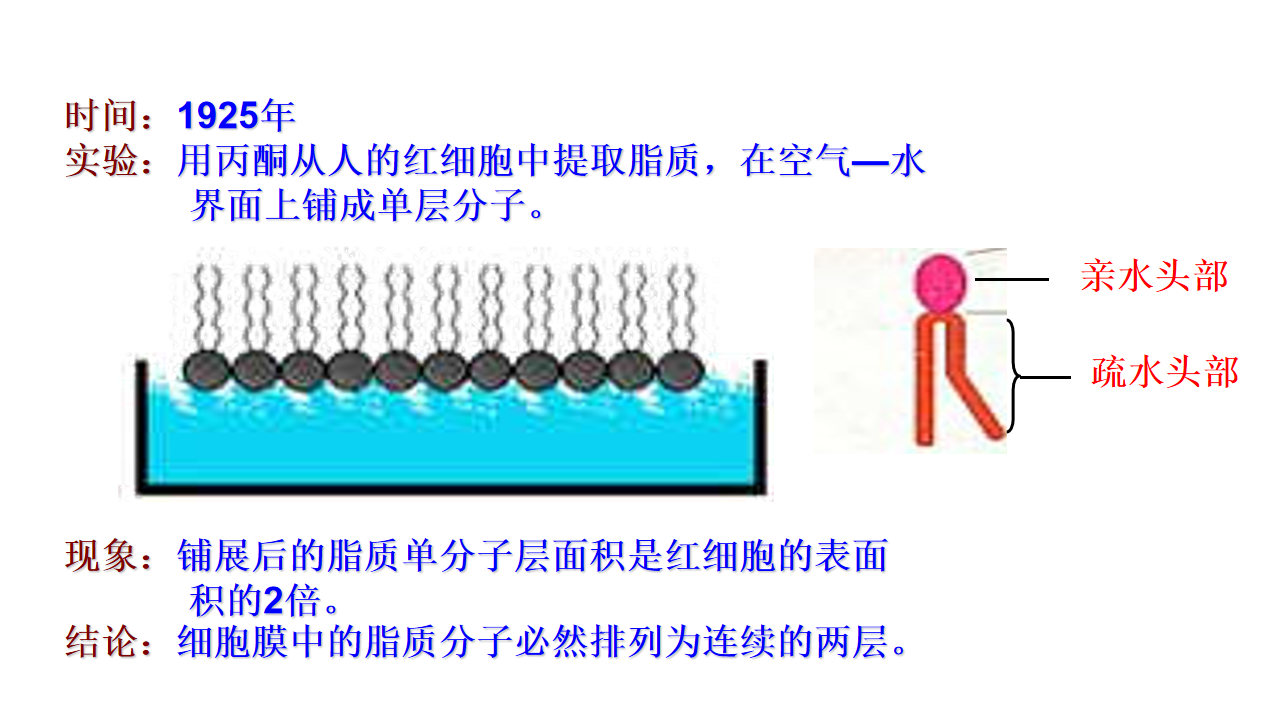 时间：1925年
实验：用丙酮从人的红细胞中提取脂质，在空气—水
界面上铺成单层分子。
亲水头部
疏水头部
现象：铺展后的脂质单分子层面积是红细胞的表面
积的2倍。
结论：细胞膜中的脂质分子必然排列为连续的两层。